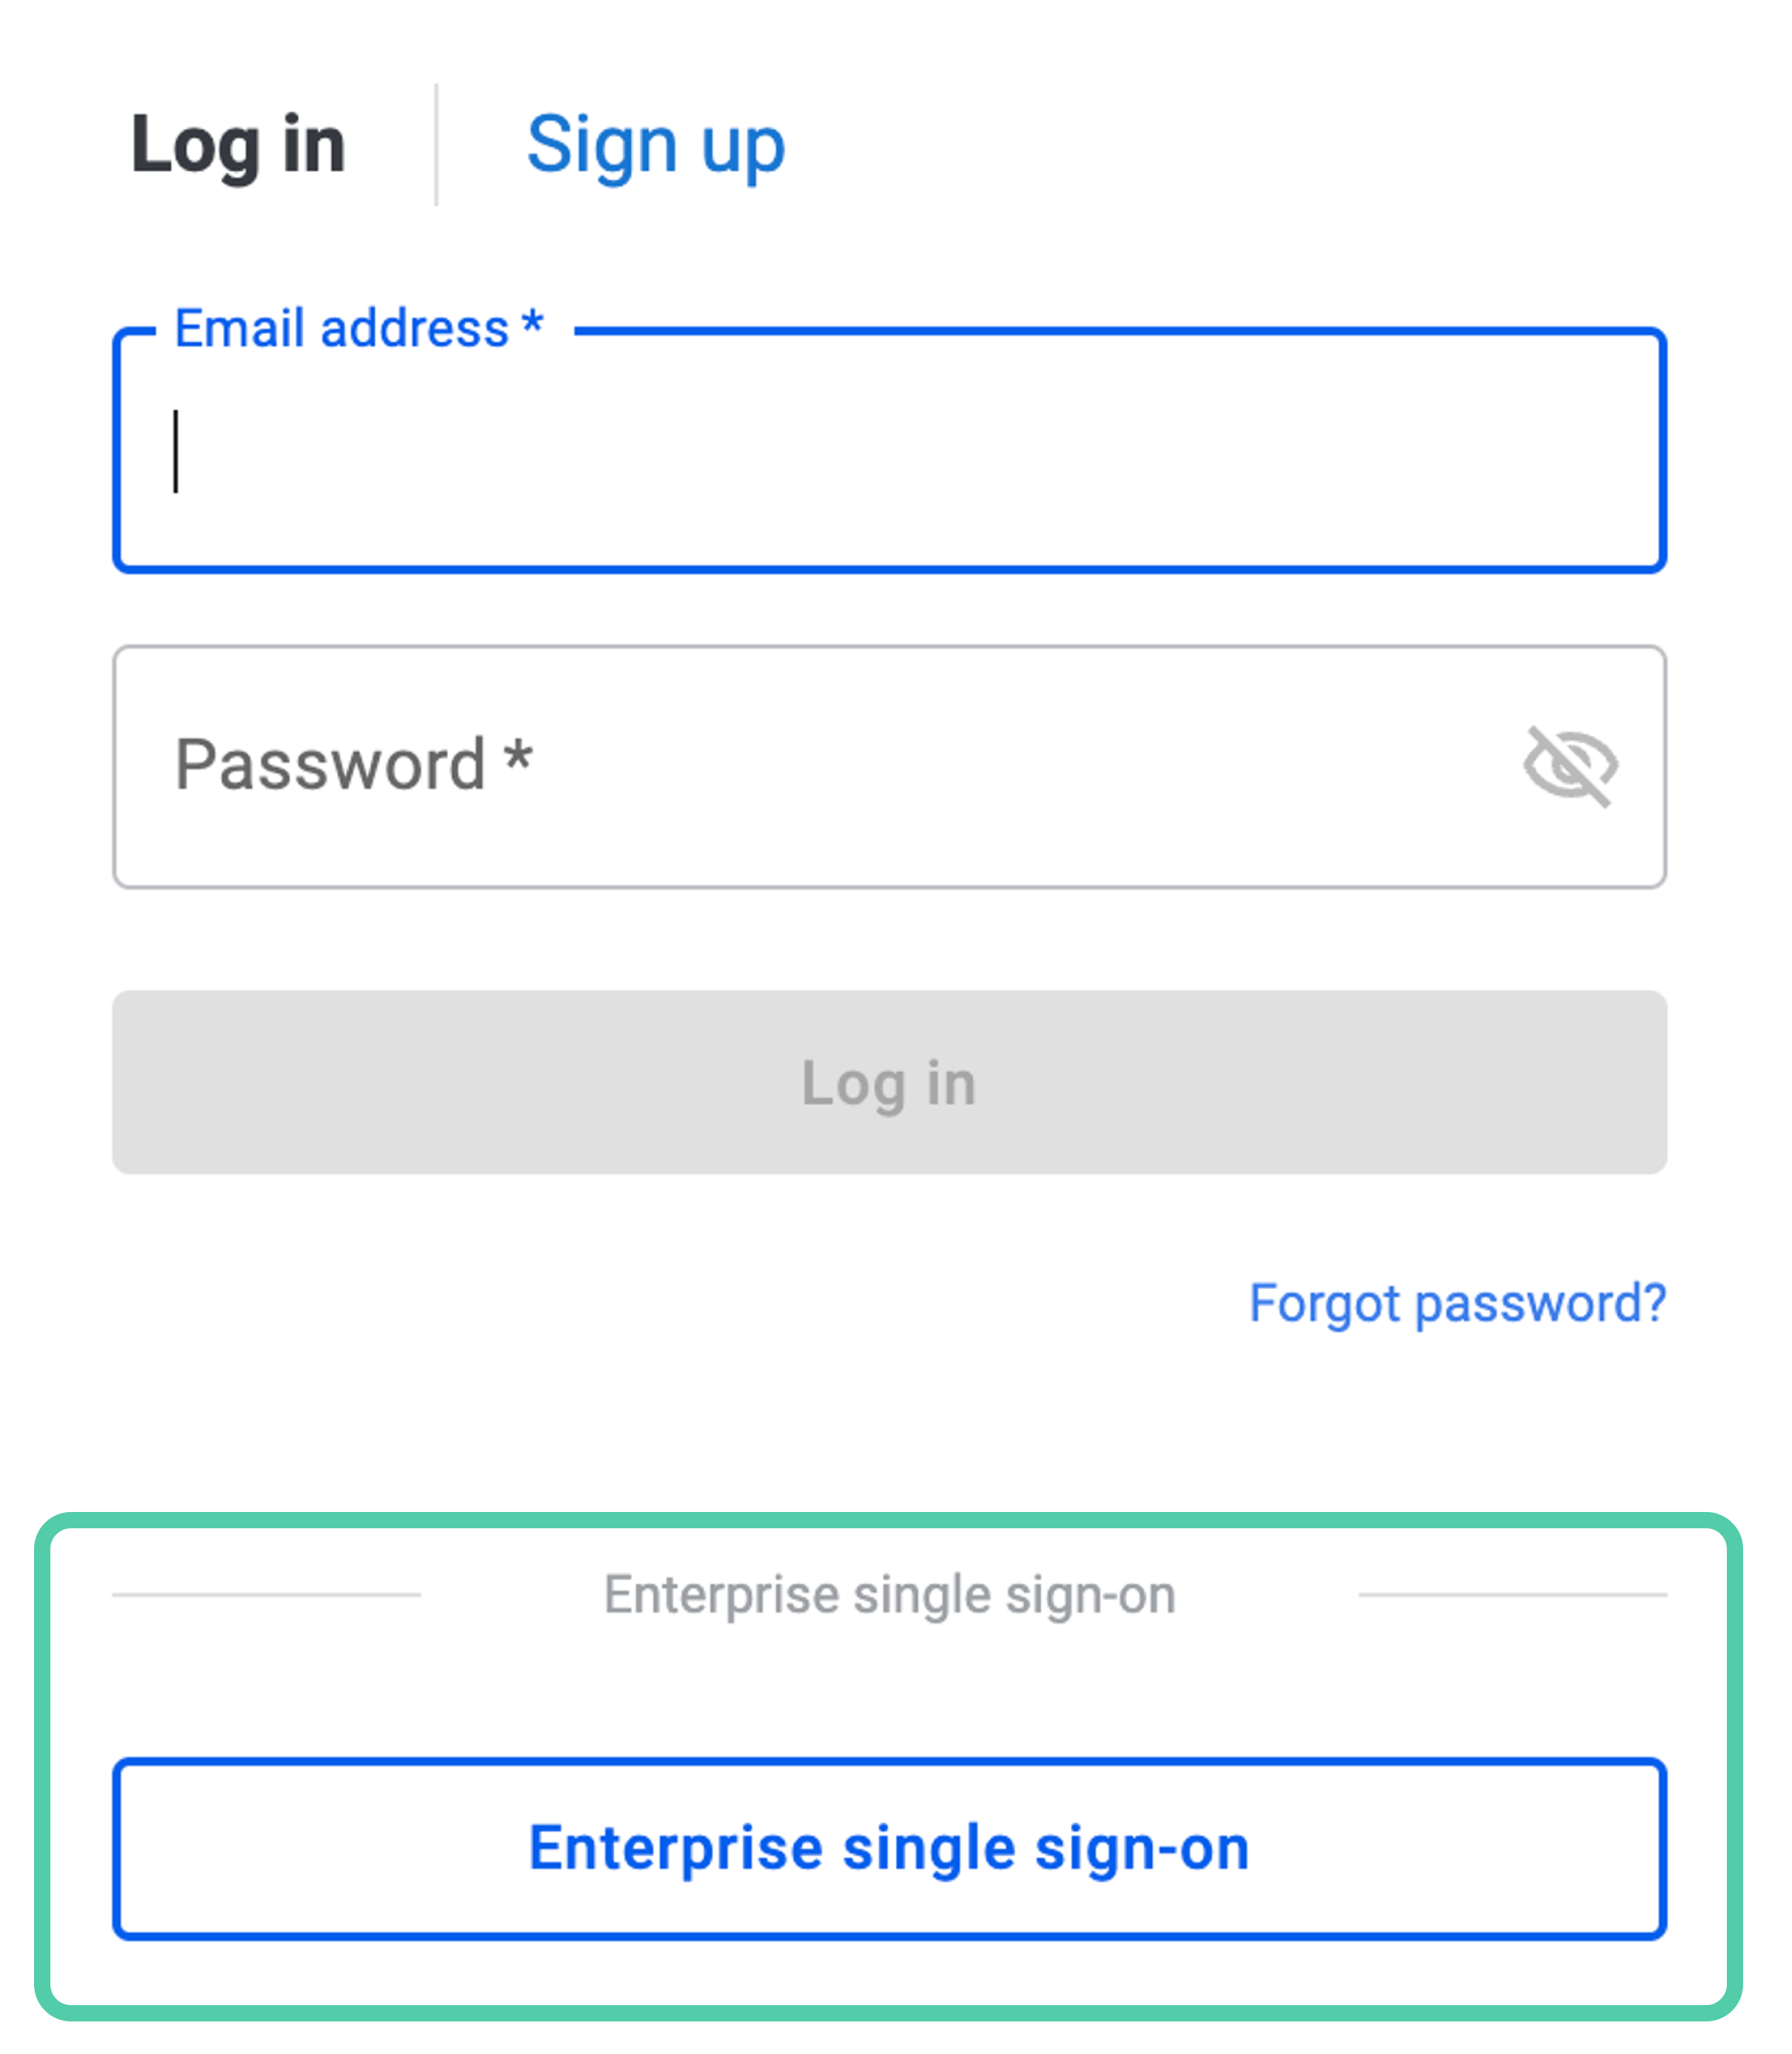 Log in
Sign up
Email address *
Password *
Log in
Forgot password?
Enterprise single sign-on
Enterprise single sign-on